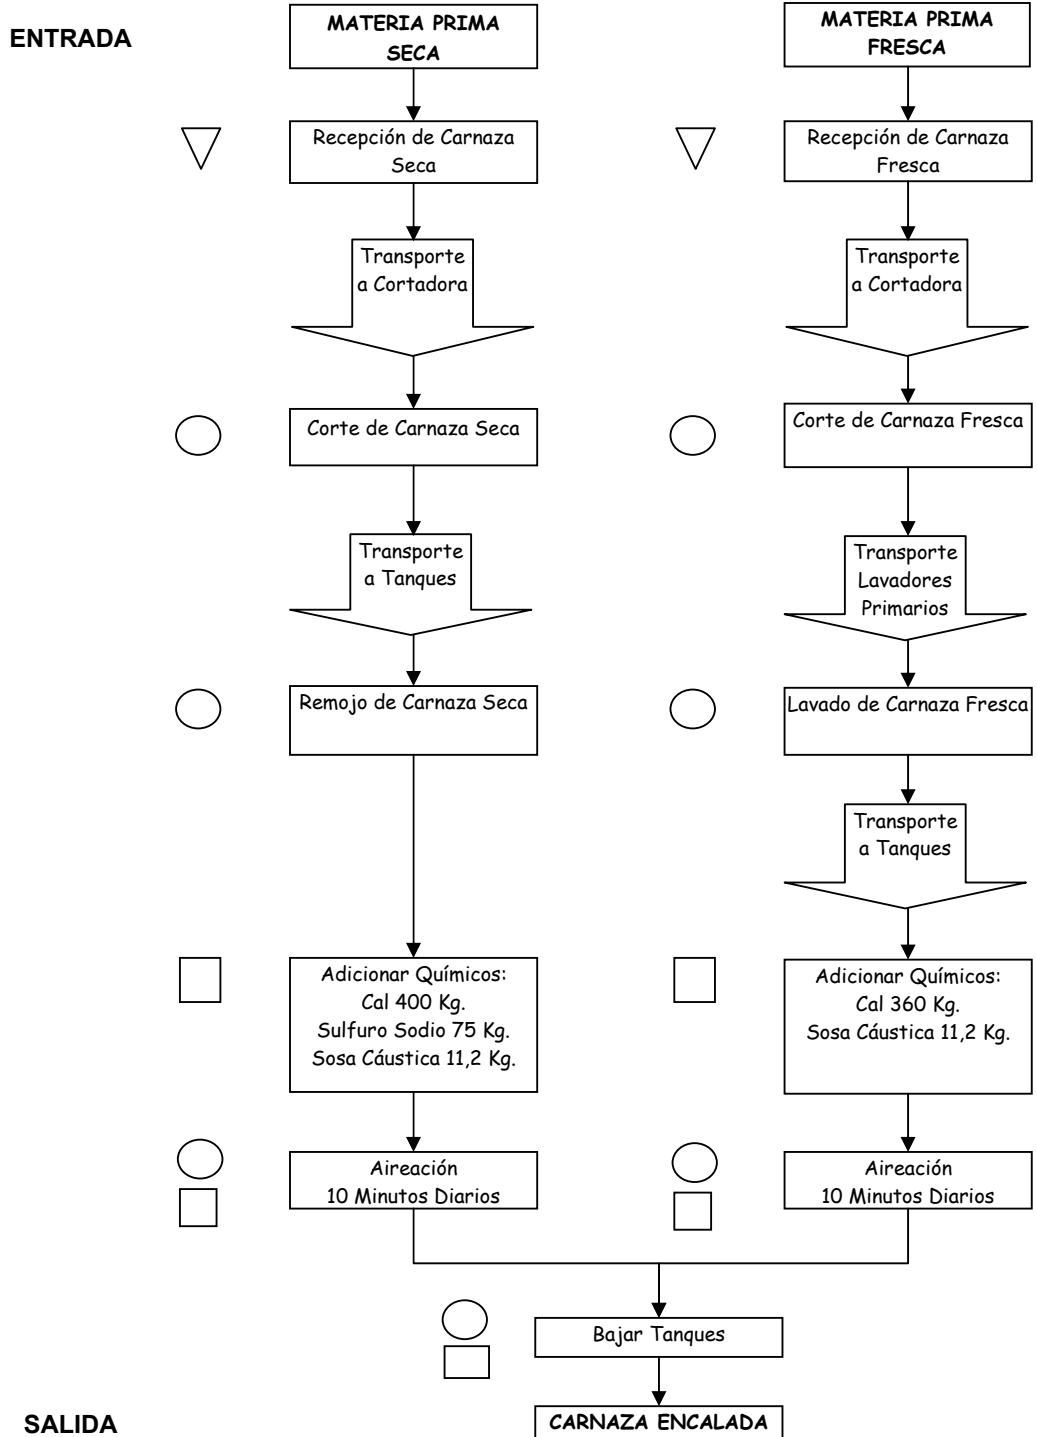 ENTRADA
MATERIA PRIMA
SECA
MATERIA PRIMA
FRESCA
Recepción de Carnaza
Seca
Recepción de Carnaza
Fresca
Transporte
a Cortadora
Transporte
a Cortadora
Corte de Carnaza Seca
Corte de Carnaza Fresca
Transporte
a Tanques
Transporte
Lavadores
Primarios
Remojo de Carnaza Seca
Lavado de Carnaza Fresca
Transporte
a Tanques
Adicionar Químicos:
Cal 400 Kg.
Sulfuro Sodio 75 Kg.
Sosa Cáustica 11,2 Kg.
Adicionar Químicos:
Cal 360 Kg.
Sosa Cáustica 11,2 Kg.
Aireación
10 Minutos Diarios
Aireación
10 Minutos Diarios
Bajar Tanques
SALIDA
CARNAZA ENCALADA